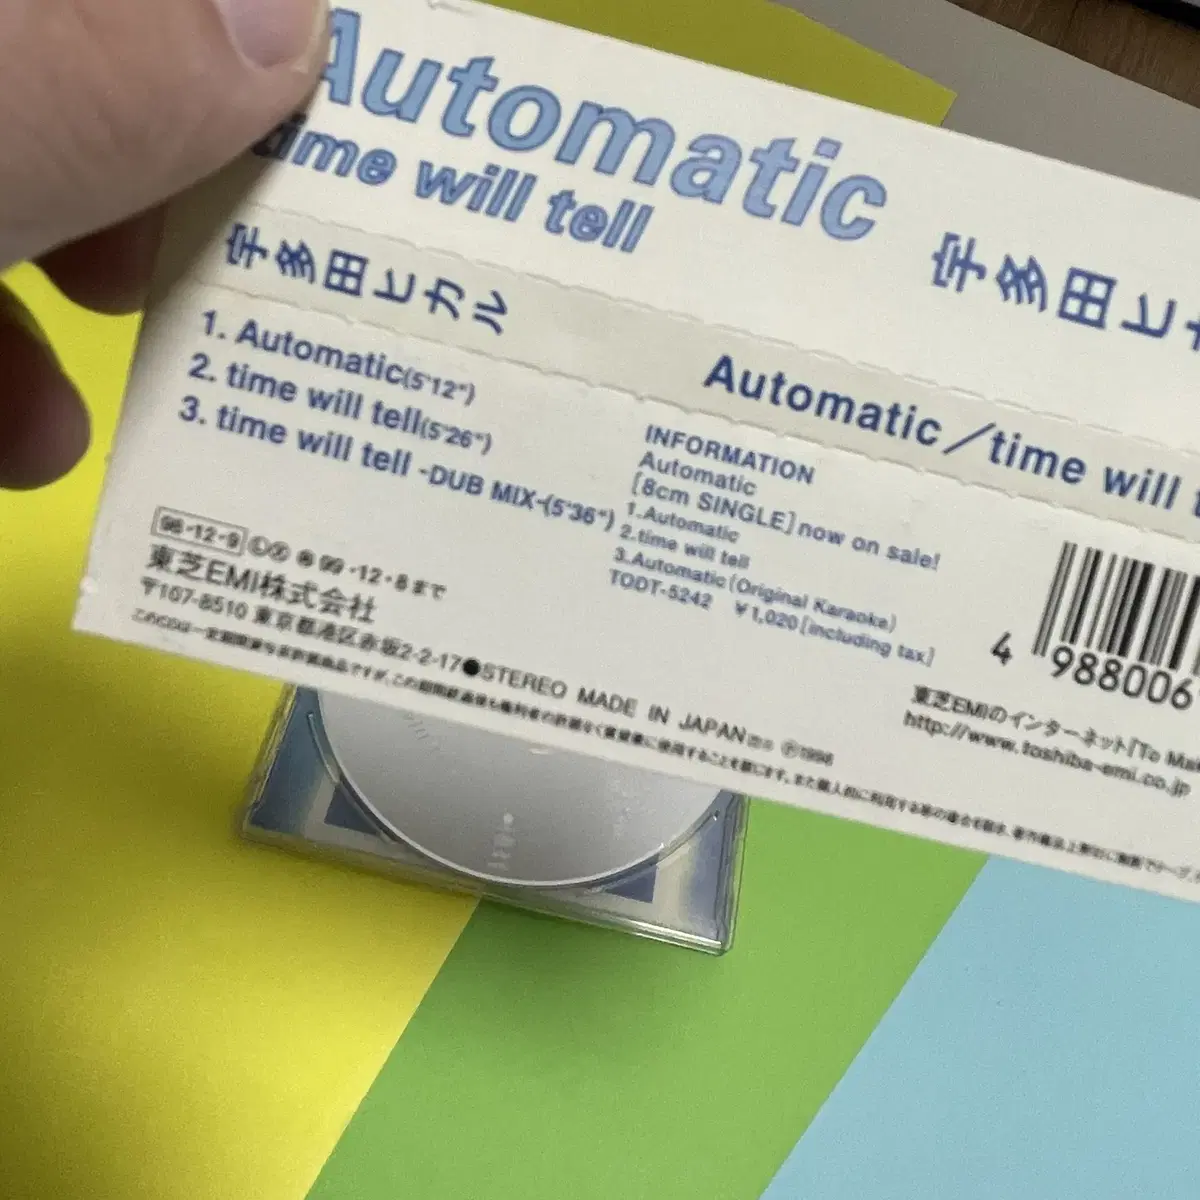 Automatic
time will tell
宇多田ヒカ
宇多田ヒカル
Automatic／time will t
1. Automatic(5'12")
2. time will tell(5'26")
3. time will tell -DUB MIX-(5'36")
INFORMATION
Automatic
[8cm SINGLE] now on sale!
1.Automatic
2.time will tell
3.Automatic (Original Karaoke)
TODT-5242 ¥1,020 [including tax]
98-12-9
99・12・8まで
東芝EMI株式会社
〒107-8510 東京都港区赤坂2-2-17●STEREO MADE IN JAPAN Ⓟ1998
4 988006
東芝EMIのインターネット「To Mak
http://www.toshiba-emi.co.jp